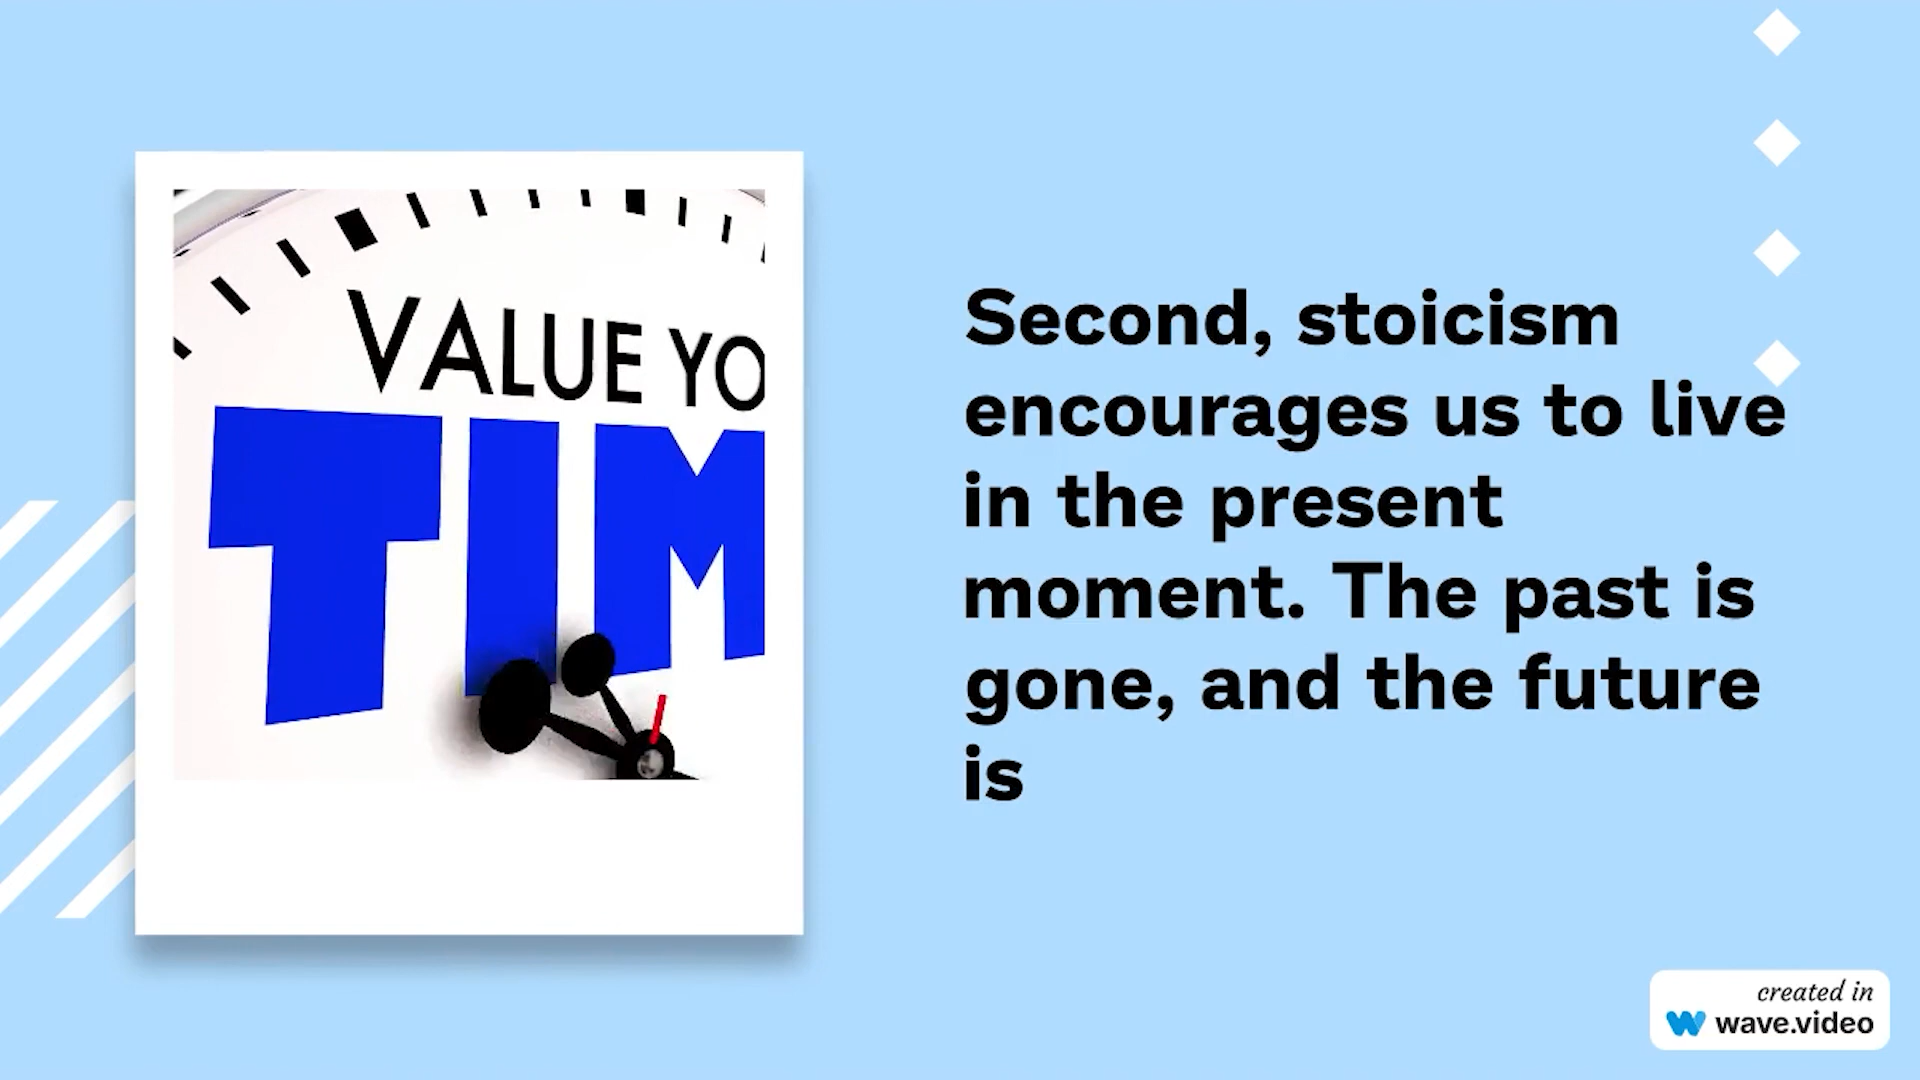 VALUE YO
TIM
Second, stoicism
encourages us to live
in the present
moment. The past is
gone, and the future
is
created in
wave.video